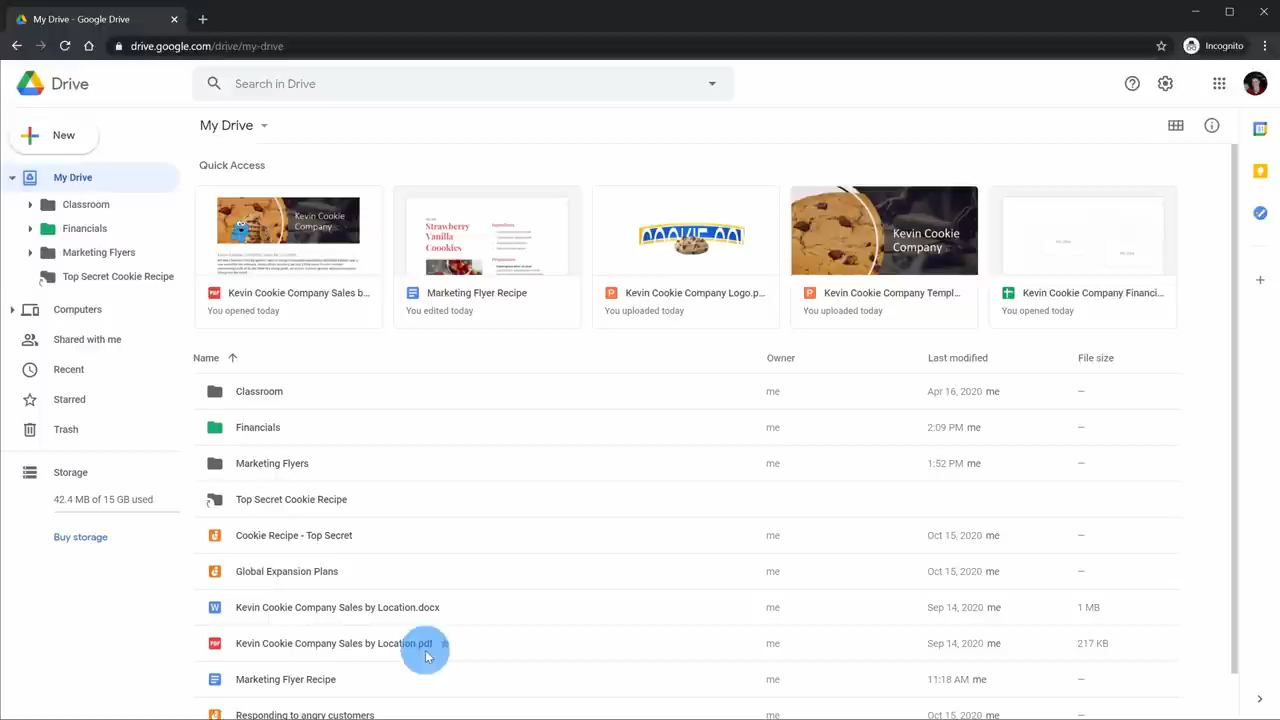 My Drive - Google Drive
drive.google.com/drive/my-drive
Incognito
Drive
Search in Drive
New
My Drive
My Drive
Classroom
Financials
Marketing Flyers
Top Secret Cookie Recipe
Computers
Shared with me
Recent
Starred
Trash
Storage
42.4 MB of 15 GB used
Buy storage
Quick Access
Kevin Cookie
Company
PDF
Kevin Cookie Company Sales b...
You opened today
Strawberry
Vanilla
Cookies
Ingredients
Preparation
Marketing Flyer Recipe
You edited today
P
Kevin Cookie Company Logo.p...
You uploaded today
Kevin Cookie
Company
P
Kevin Cookie Company Templ...
You uploaded today
Kevin Cookie Company Financi...
You opened today
Name Owner Last modified File size
Classroom me Apr 16, 2020 me —
Financials me 2:09 PM me —
Marketing Flyers me 1:52 PM me —
Top Secret Cookie Recipe
Cookie Recipe - Top Secret me Oct 15, 2020 me —
Global Expansion Plans me Oct 15, 2020 me —
W Kevin Cookie Company Sales by Location.docx me Sep 14, 2020 me 1 MB
PDF Kevin Cookie Company Sales by Location.pdf me Sep 14, 2020 me 217 KB
Marketing Flyer Recipe me 11:18 AM me —
Responding to angry customers me Oct 15, 2020 me —